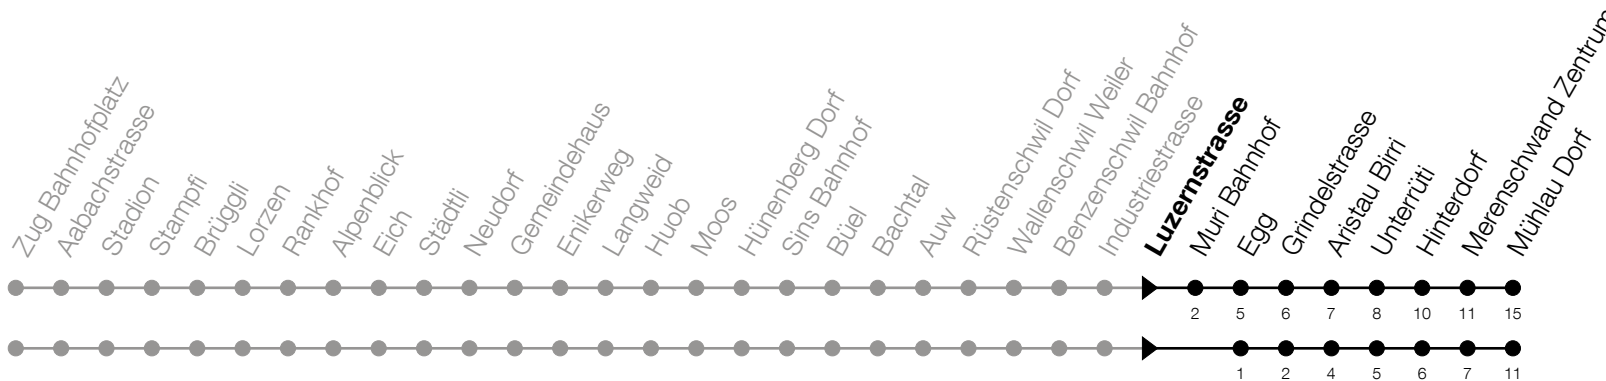 Zug Bahnhofplatz
Aabachstrasse
Stadion
Stampfi
Brüggli
Lorzen
Rankhof
Alpenblick
Eich
Städtli
Neudorf
Gemeindehaus
Enikerweg
Langweid
Huob
Moos
Hünenberg Dorf
Sins Bahnhof
Büel
Bachtal
Auw
Rüstenschwil Dorf
Wallenschwil Weiler
Benzenschwil Bahnhof
Industriestrasse
Luzernstrasse
Muri Bahnhof
Egg
Grindelstrasse
Aristau Birri
Unterrüti
Hinterdorf
Merenschwand Zentrum
Mühlau Dorf
2 5 6 7 8 10 11 15
1 2 4 5 6 7 11